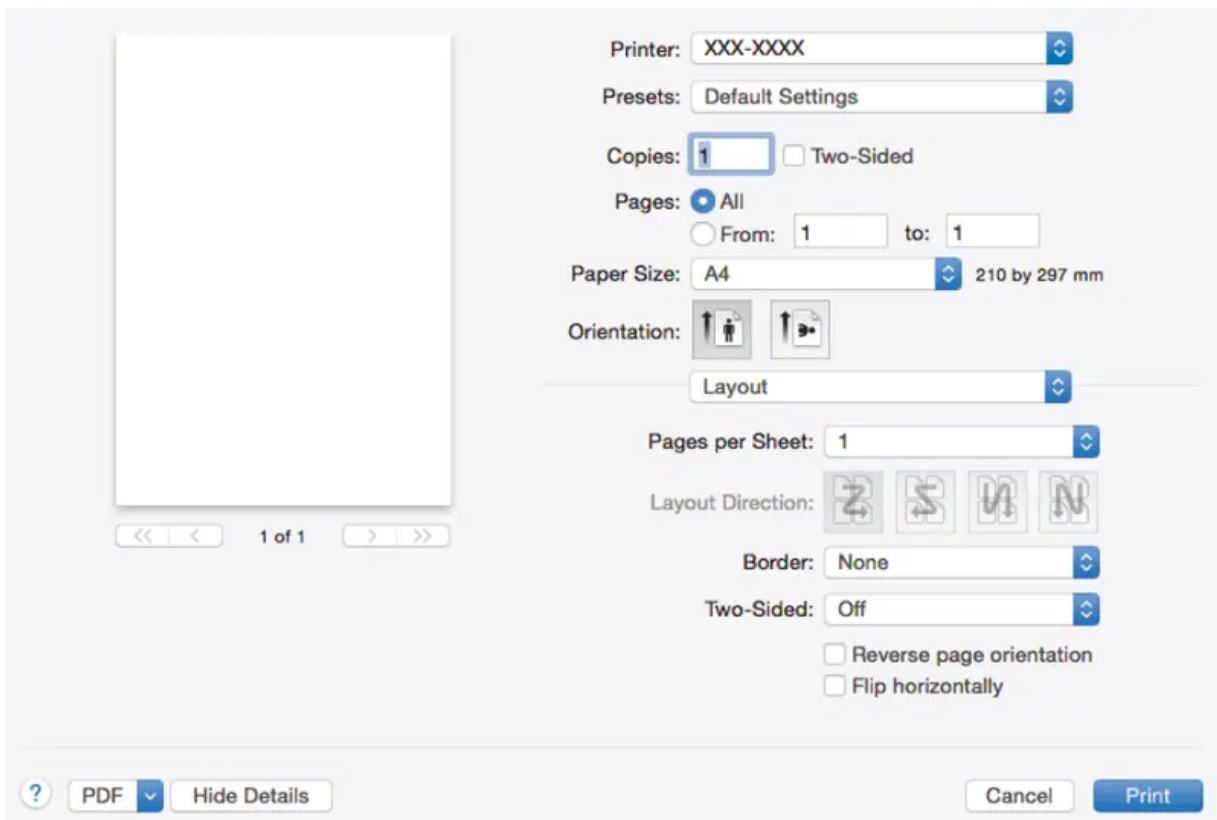 Printer: XXX-XXXX
Presets: Default Settings
Copies: 1 Two-Sided
Pages: All
From: 1 to: 1
Paper Size: A4 210 by 297 mm
Orientation:
Layout
Pages per Sheet: 1
Layout Direction:
Border: None
Two-Sided: Off
Reverse page orientation
Flip horizontally
<< < 1 of 1 > >>
? PDF Hide Details Cancel Print